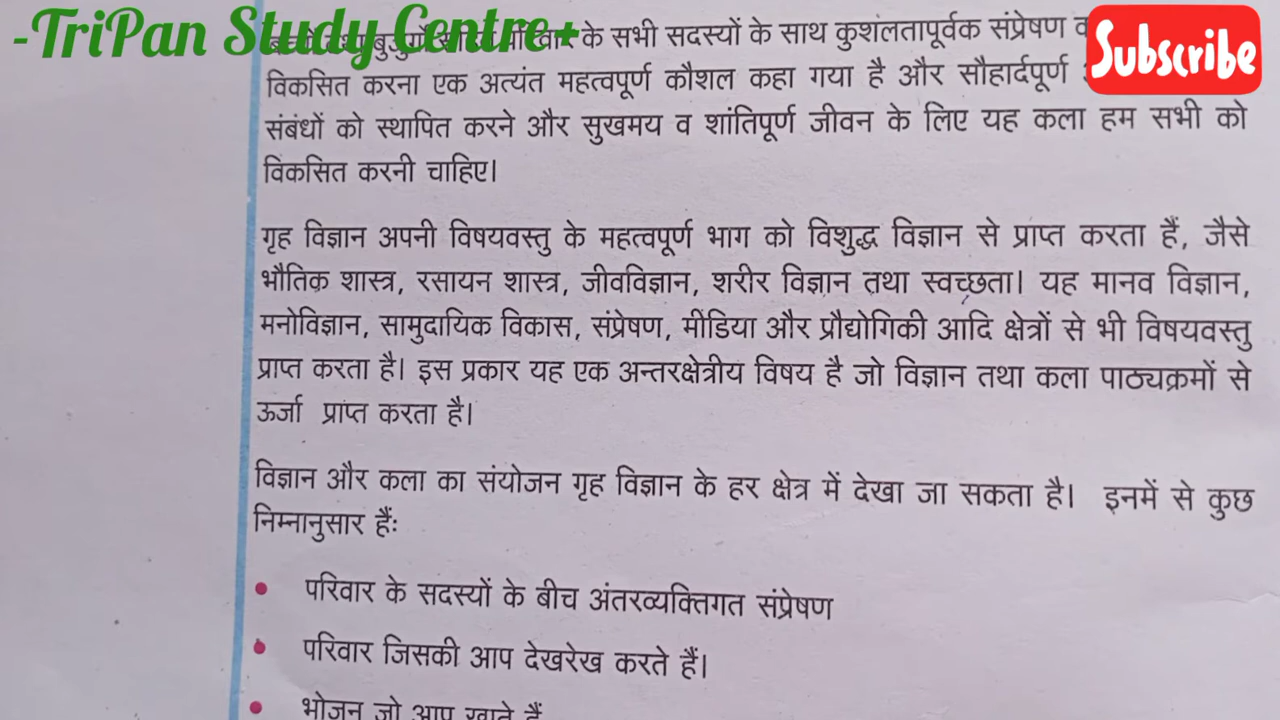 -TriPan Study Centre+
Subscribe
के सभी सदस्यों के साथ कुशलतापूर्वक संप्रेषण
विकसित करना एक अत्यंत महत्वपूर्ण कौशल कहा गया है और सौहार्दपूर्ण
संबंधों को स्थापित करने और सुखमय व शांतिपूर्ण जीवन के लिए यह कला हम सभी को
विकसित करनी चाहिए।
गृह विज्ञान अपनी विषयवस्तु के महत्वपूर्ण भाग को विशुद्ध विज्ञान से प्राप्त करता हैं, जैसे
भौतिक शास्त्र, रसायन शास्त्र, जीवविज्ञान, शरीर विज्ञान तथा स्वच्छता। यह मानव विज्ञान,
मनोविज्ञान, सामुदायिक विकास, संप्रेषण, मीडिया और प्रौद्योगिकी आदि क्षेत्रों से भी विषयवस्तु
प्राप्त करता है। इस प्रकार यह एक अन्तरक्षेत्रीय विषय है जो विज्ञान तथा कला पाठ्यक्रमों से
ऊर्जा प्राप्त करता है।
विज्ञान और कला का संयोजन गृह विज्ञान के हर क्षेत्र में देखा जा सकता है। इनमें से कुछ
निम्नानुसार हैंः
• परिवार के सदस्यों के बीच अंतरव्यक्तिगत संप्रेषण
• परिवार जिसकी आप देखरेख करते हैं।
• भोजन जो आप खाते हैं